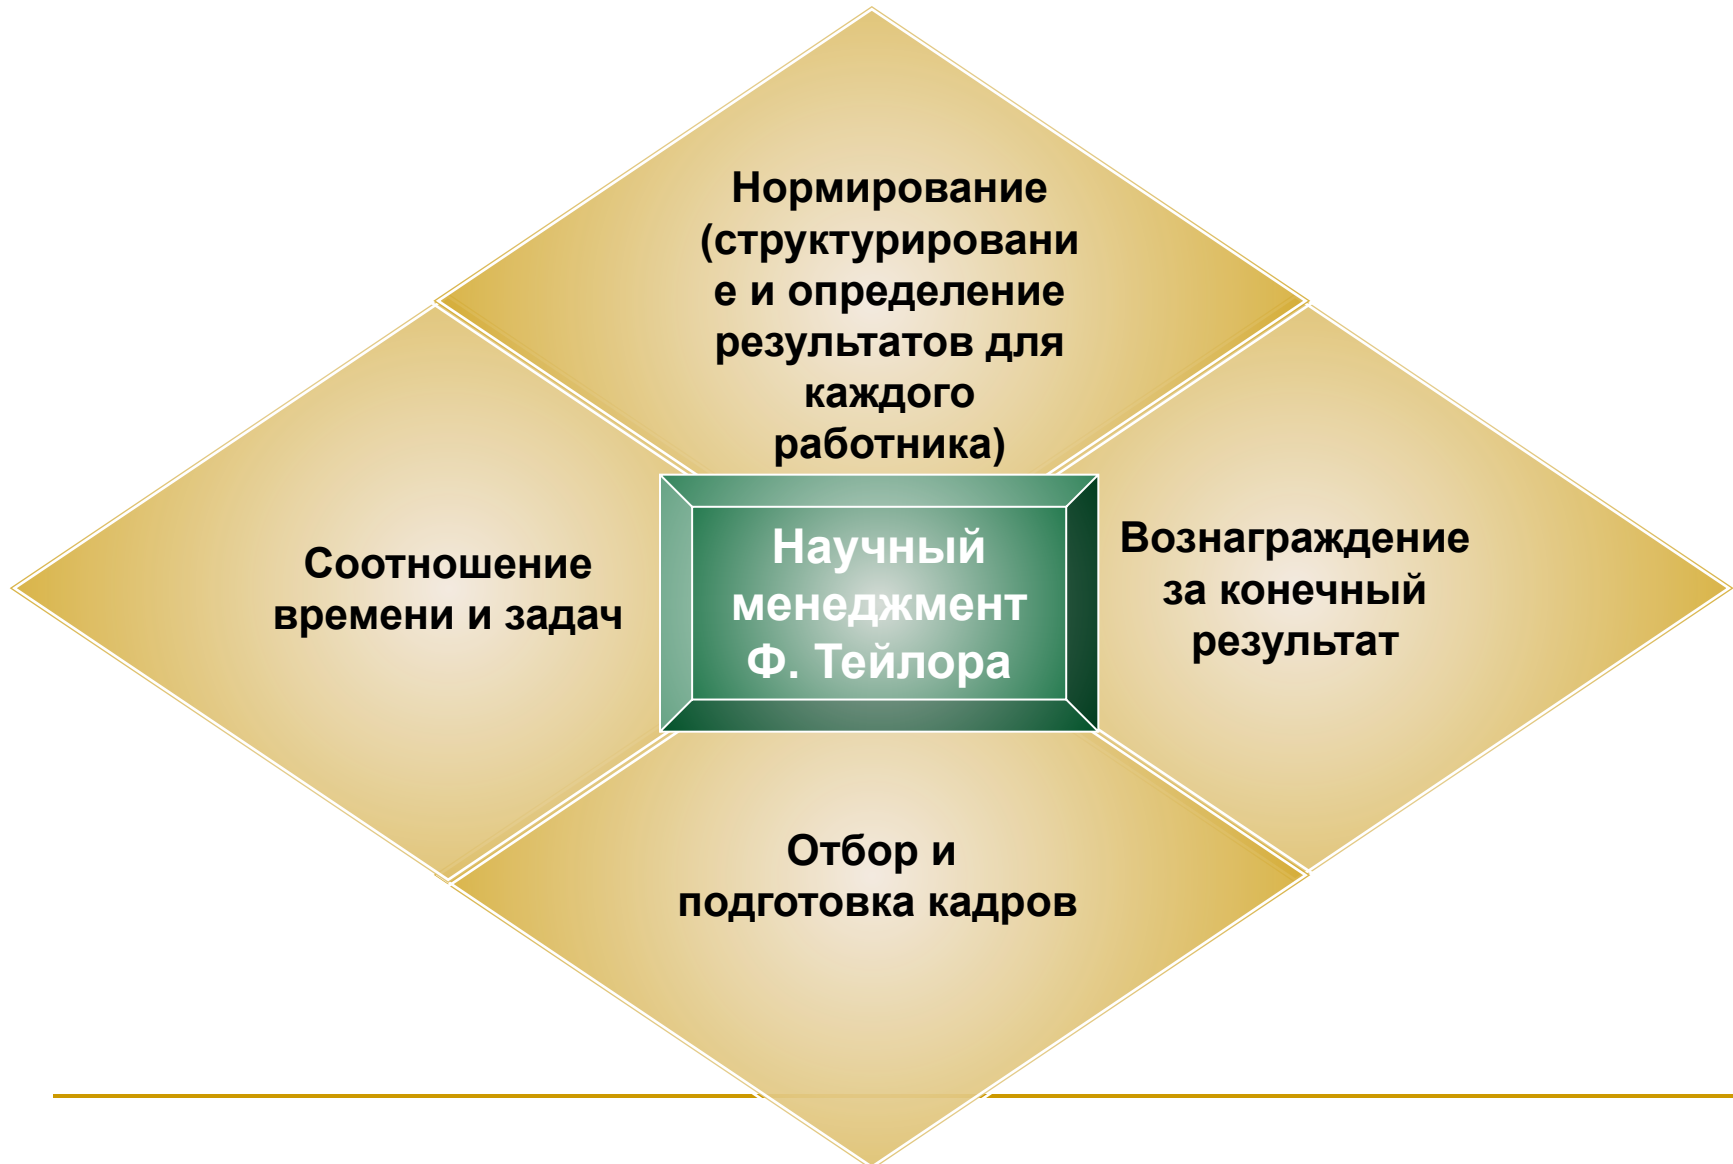 Нормирование
(структурировани
е и определение
результатов для
каждого
работника)
Соотношение
времени и задач
Научный
менеджмент
Ф. Тейлора
Вознаграждение
за конечный
результат
Отбор и
подготовка кадров